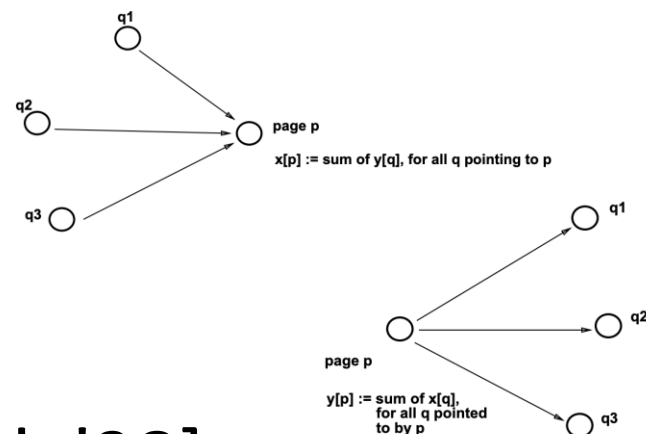 q1
q2
page p
x[p] := sum of y[q], for all q pointing to p
q3
q1
q2
page p
y[p] := sum of x[q],
for all q pointed
to by p
q3